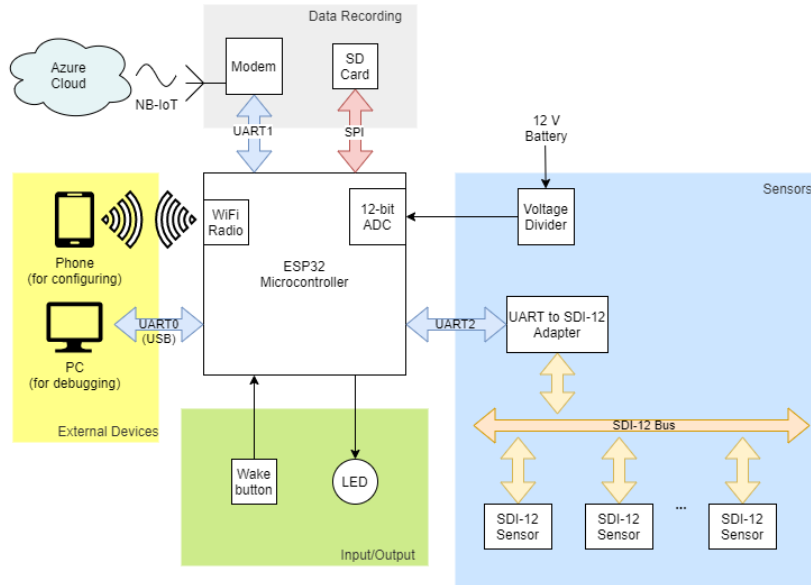 Data Recording
Azure
Cloud
NB-IoT
Modem
SD
Card
UART1
SPI
12 V
Battery
Sensors
WiFi
Radio
12-bit
ADC
Voltage
Divider
Phone
(for configuring)
ESP32
Microcontroller
UART0
(USB)
UART2
UART to SDI-12
Adapter
PC
(for debugging)
External Devices
SDI-12 Bus
Wake
button
LED
Input/Output
SDI-12
Sensor
SDI-12
Sensor
...
SDI-12
Sensor